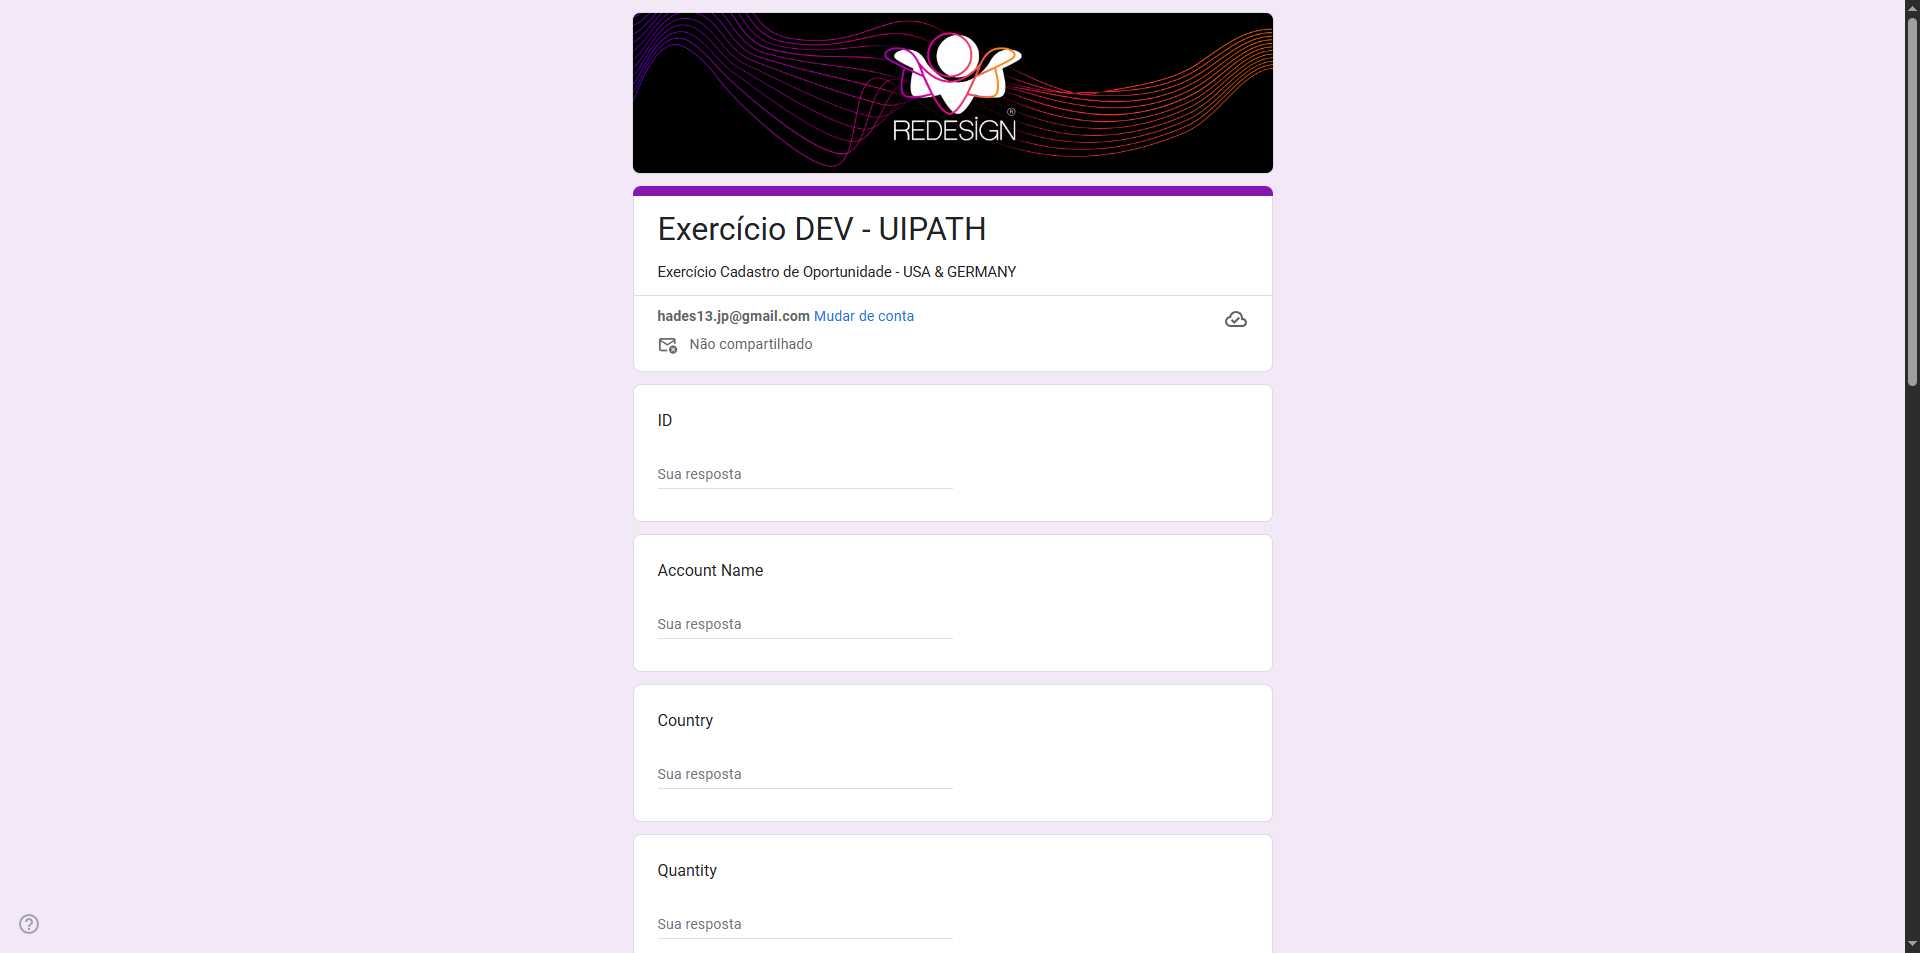 REDESIGN
®
Exercício DEV - UIPATH
Exercício Cadastro de Oportunidade - USA & GERMANY
hades13.jp@gmail.com Mudar de conta
Não compartilhado
ID
Sua resposta
Account Name
Sua resposta
Country
Sua resposta
Quantity
Sua resposta